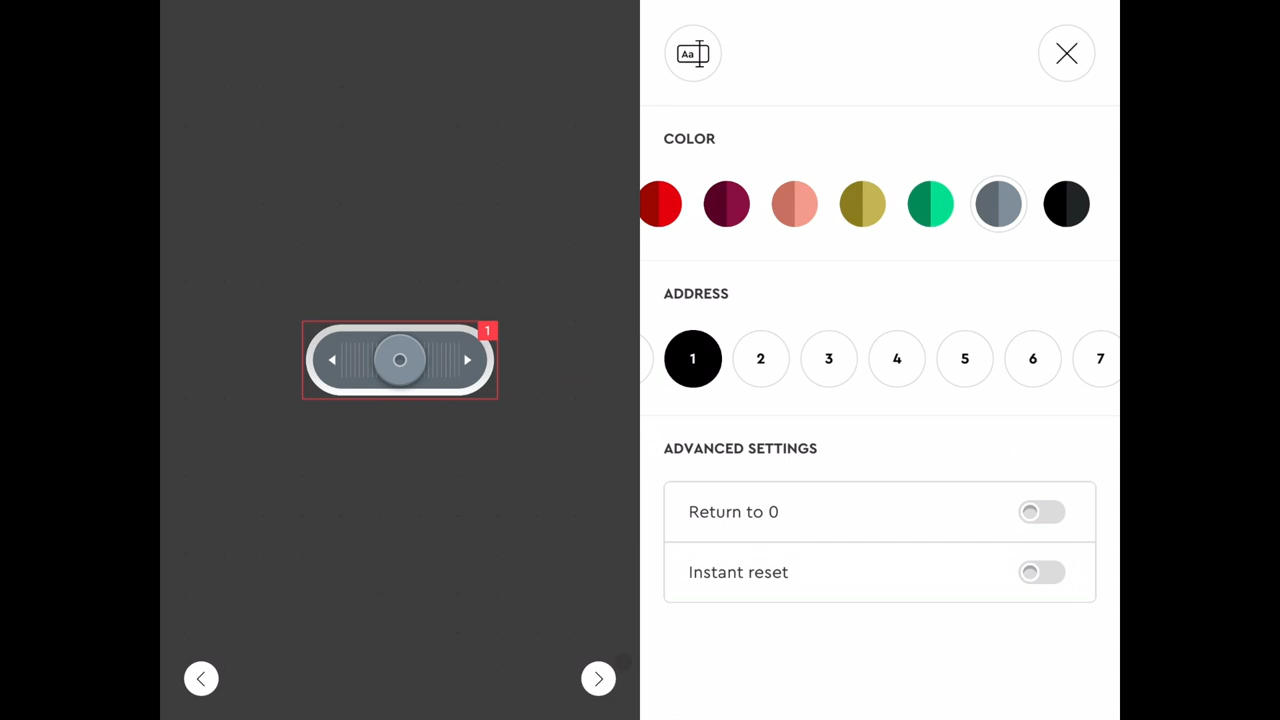 Aa
COLOR
1
ADDRESS
1 2 3 4 5 6 7
ADVANCED SETTINGS
Return to 0
Instant reset